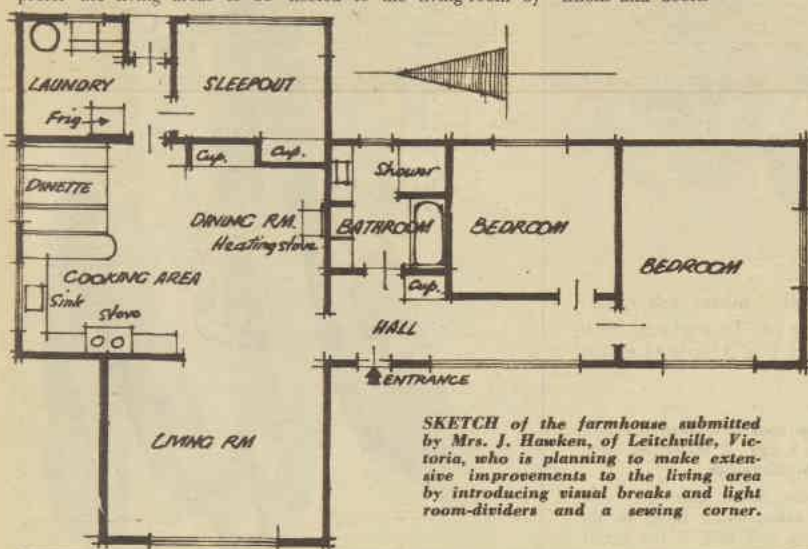 LAUNDRY
Frig
SLEEPOUT
Cup.
Cup.
Shower
DINETTE
DINING RM.
Heating stove
BATHROOM
BEDROOM
BEDROOM
COOKING AREA
Sink
stove
Cup.
HALL
ENTRANCE
LIVING RM
SKETCH of the farmhouse submitted
by Mrs. J. Hawken, of Leitchville, Vic-
toria, who is planning to make exten-
sive improvements to the living area
by introducing visual breaks and light
room-dividers and a sewing corner.